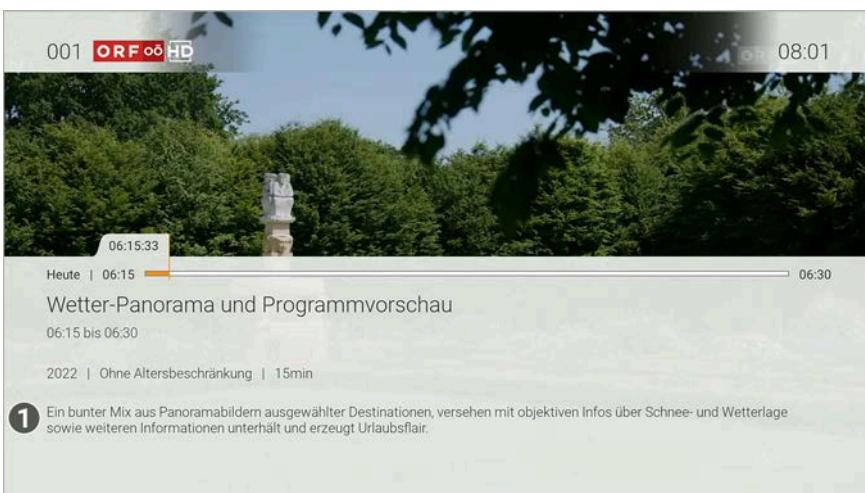 001 ORF OÖ HD
08:01
06:15:33
Heute | 06:15
06:30
Wetter-Panorama und Programmvorschau
06:15 bis 06:30
2022 | Ohne Altersbeschränkung | 15min
1
Ein bunter Mix aus Panoramabildern ausgewählter Destinationen, versehen mit objektiven Infos über Schnee- und Wetterlage
sowie weiteren Informationen unterhält und erzeugt Urlaubsflair.